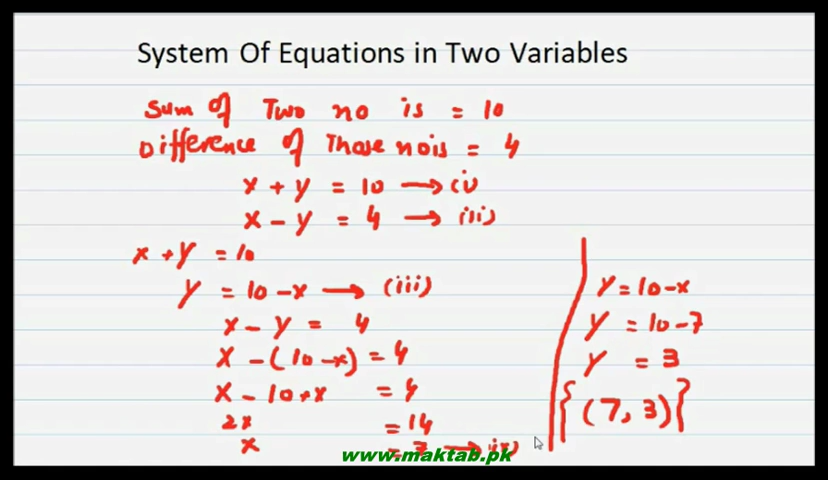 System Of Equations in Two Variables
Sum of Two no is = 10
Difference of Those no is = 4
x + y = 10 → (i)
x - y = 4 → (ii)
x + y = 10
y = 10 - x → (iii)
x - y = 4
x - (10 - x) = 4
x - 10 + x = 4
2x = 14
x = 7 → (iv)
y = 10 - x
y = 10 - 7
y = 3
{(7, 3)}
www.maktab.pk